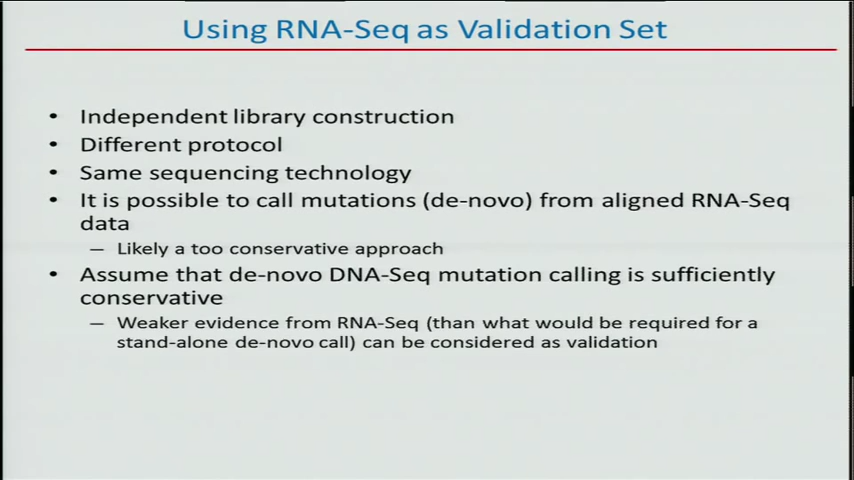 Using RNA-Seq as Validation Set
• Independent library construction
• Different protocol
• Same sequencing technology
• It is possible to call mutations (de-novo) from aligned RNA-Seq
data
– Likely a too conservative approach
• Assume that de-novo DNA-Seq mutation calling is sufficiently
conservative
– Weaker evidence from RNA-Seq (than what would be required for a
stand-alone de-novo call) can be considered as validation